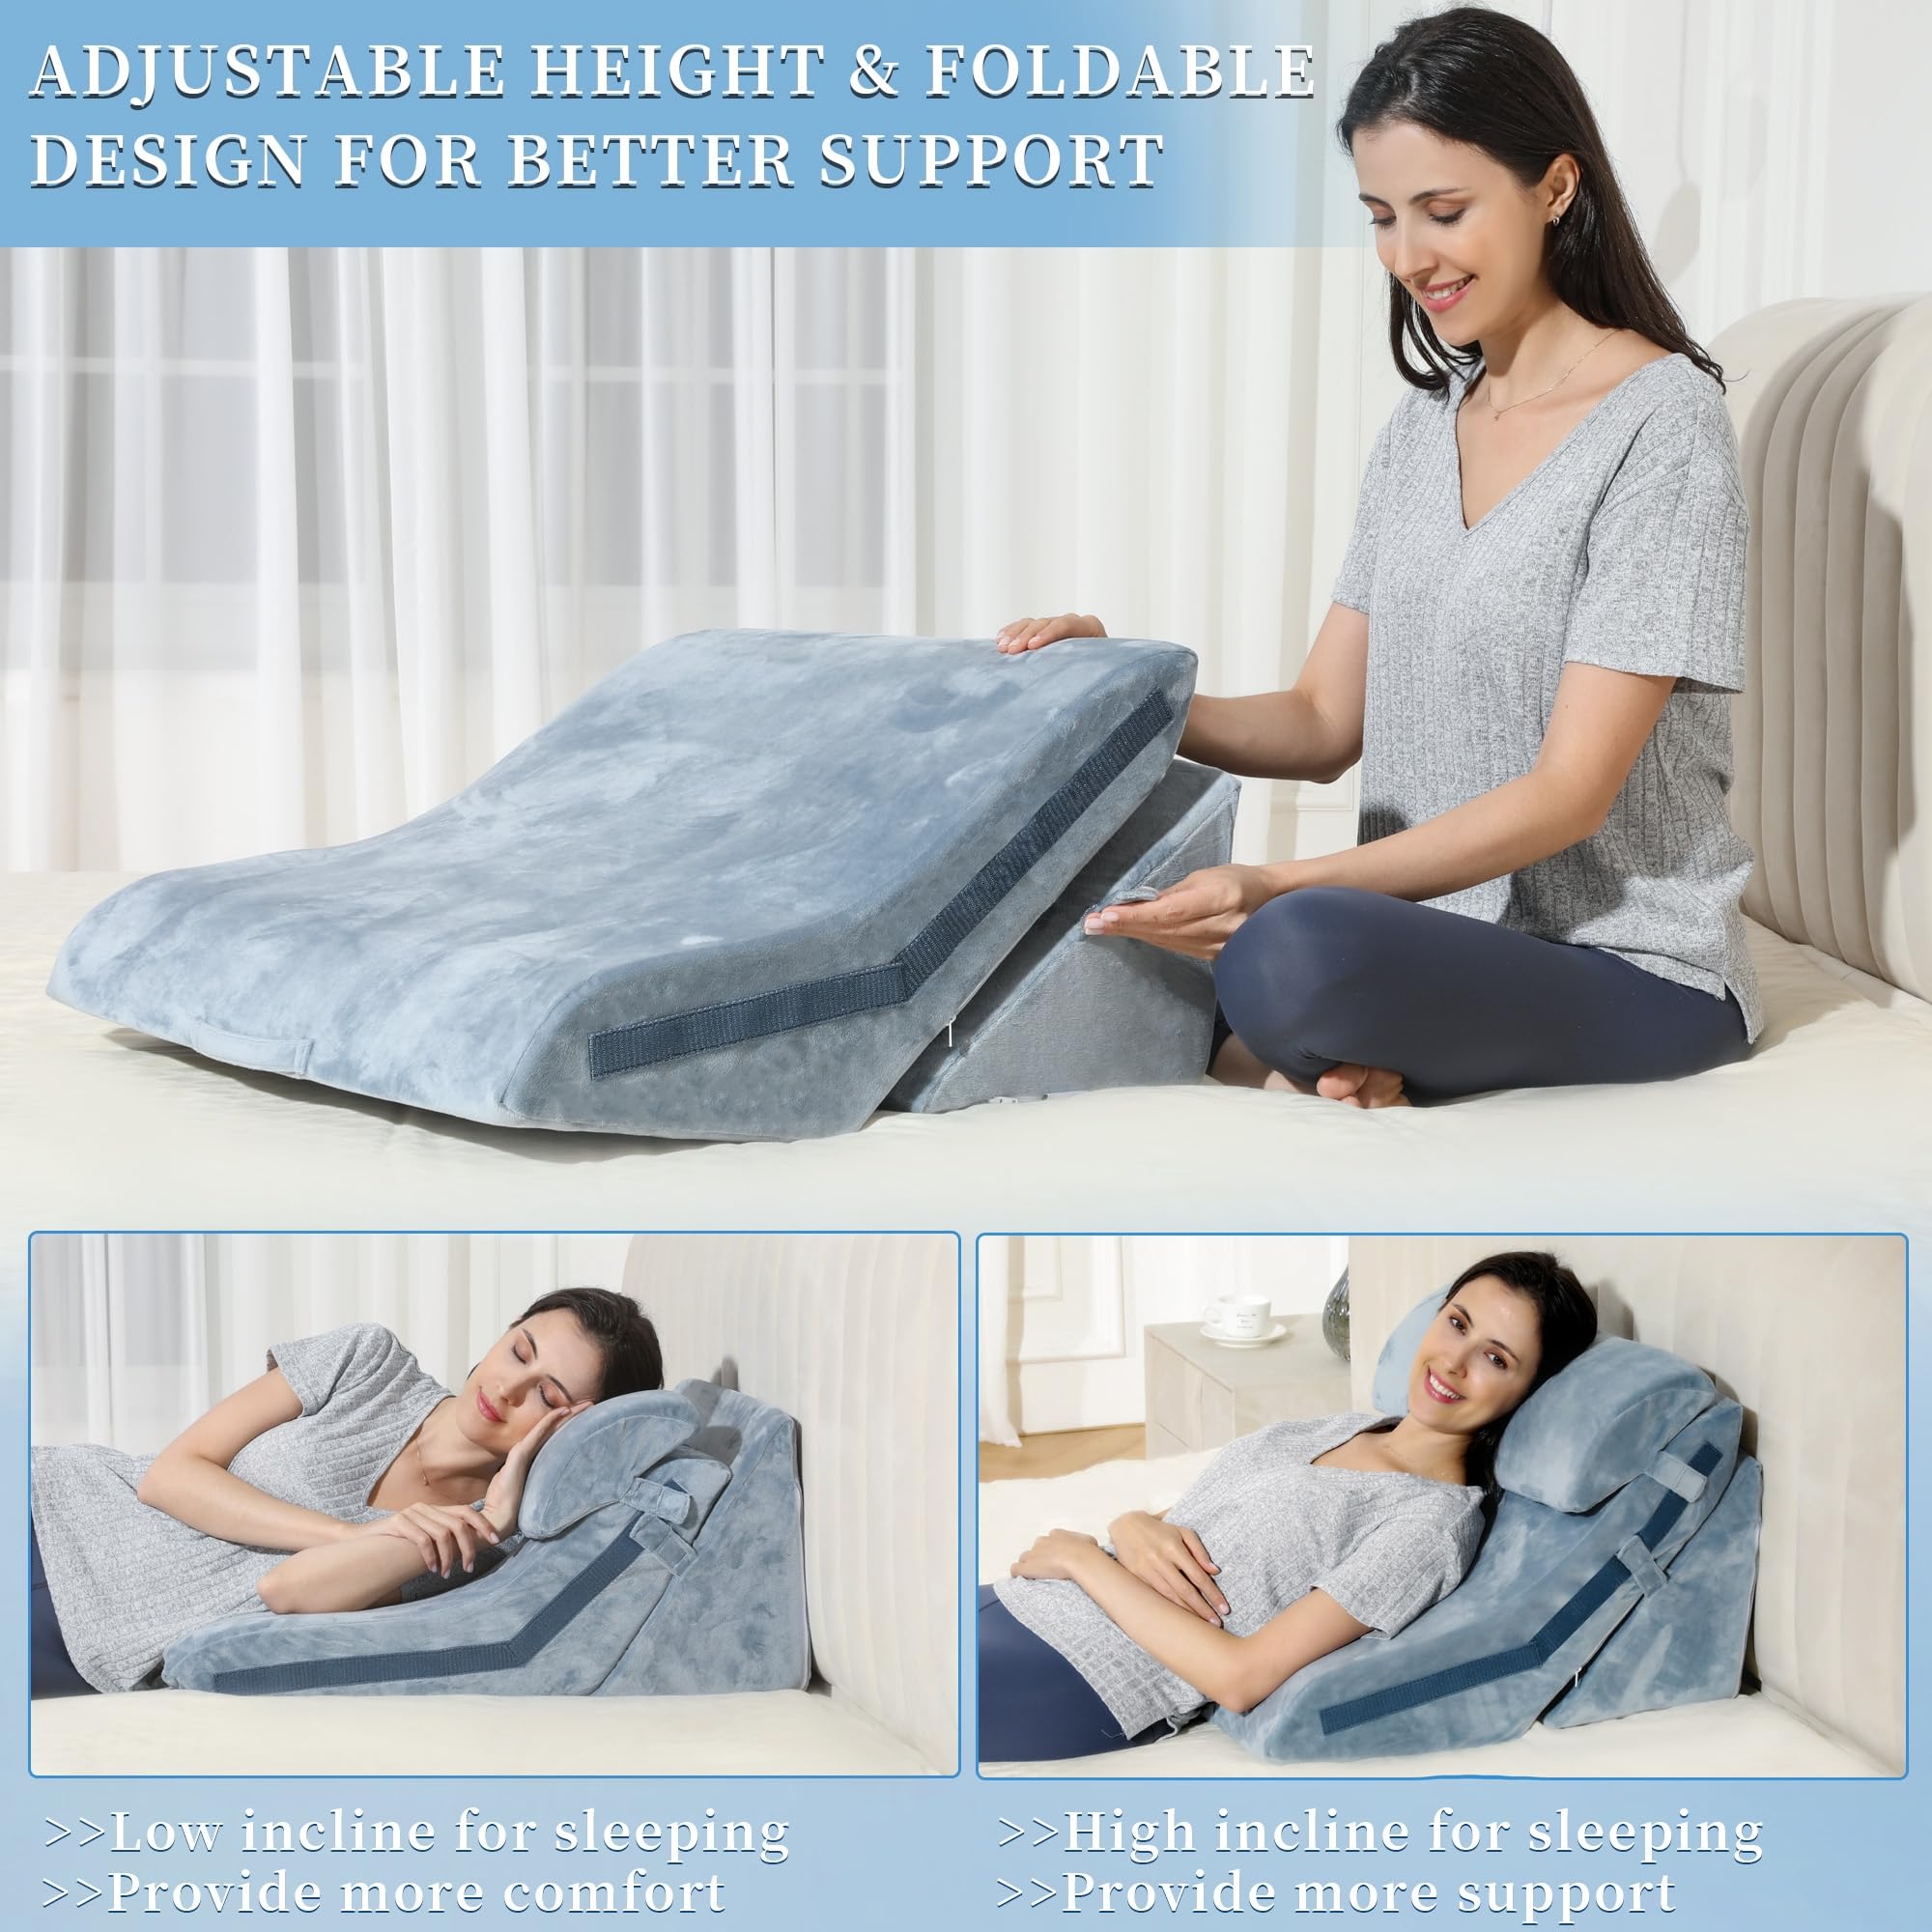 ADJUSTABLE HEIGHT & FOLDABLE
DESIGN FOR BETTER SUPPORT
>>Low incline for sleeping
>>Provide more comfort
>>High incline for sleeping
>>Provide more support